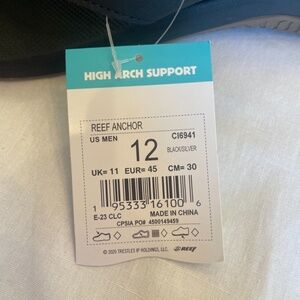 HIGH ARCH SUPPORT
REEF ANCHOR
US MEN CI6941
12 BLACK/SILVER
UK= 11 EUR= 45 CM= 30
1 95333 16100 6
E-23 CLC MADE IN CHINA
CPSIA PO# 4500149459
© 2020 TRESTLES IP HOLDINGS, LLC. REEF